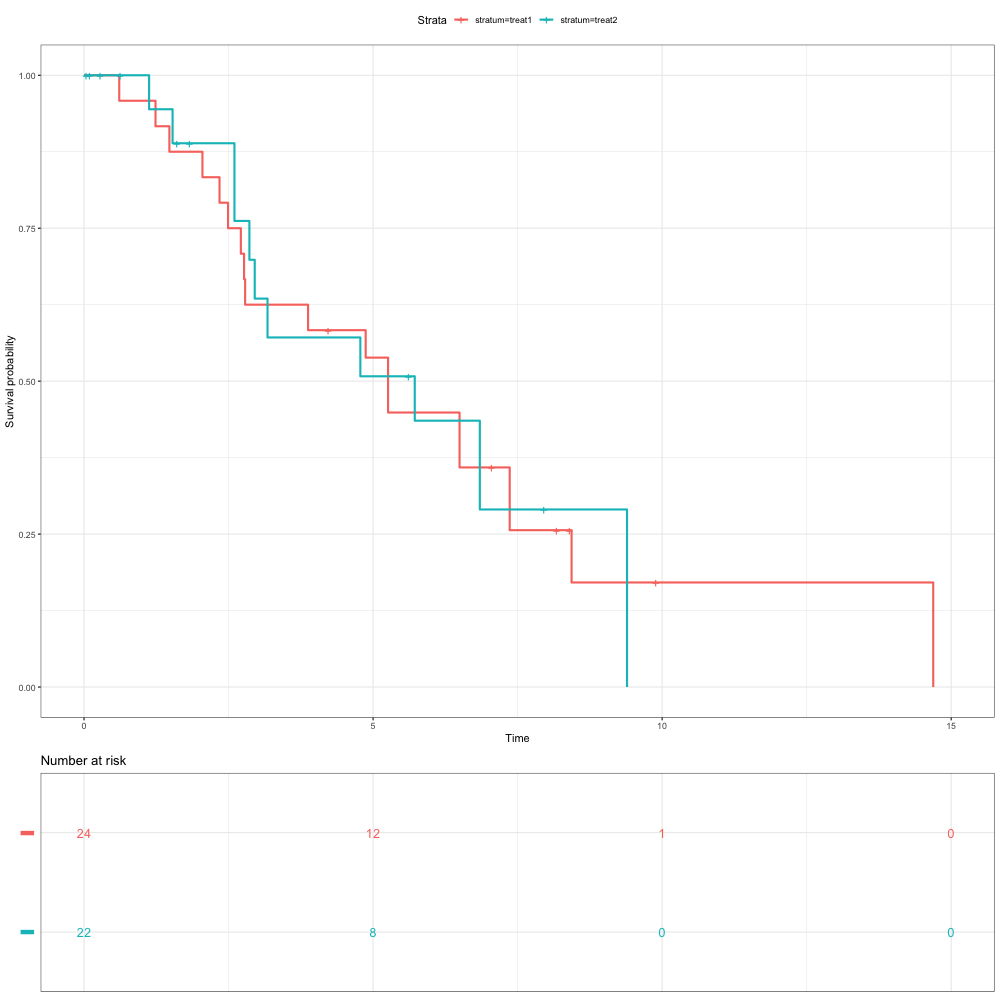 Strata stratum=treat1 stratum=treat2
1.00
0.75
0.50
0.25
0.00
Survival probability
0 5 10 15
Time
Number at risk
24 12 1 0
22 8 0 0